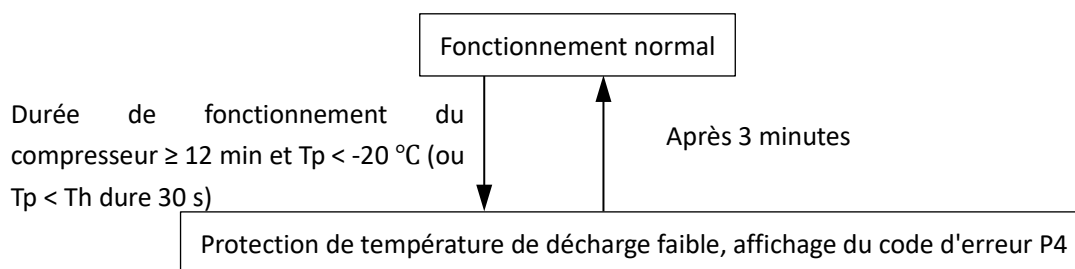 Fonctionnement normal
Durée de fonctionnement du
compresseur ≥ 12 min et Tp < -20 °C (ou
Tp < Th dure 30 s)
Après 3 minutes
Protection de température de décharge faible, affichage du code d'erreur P4